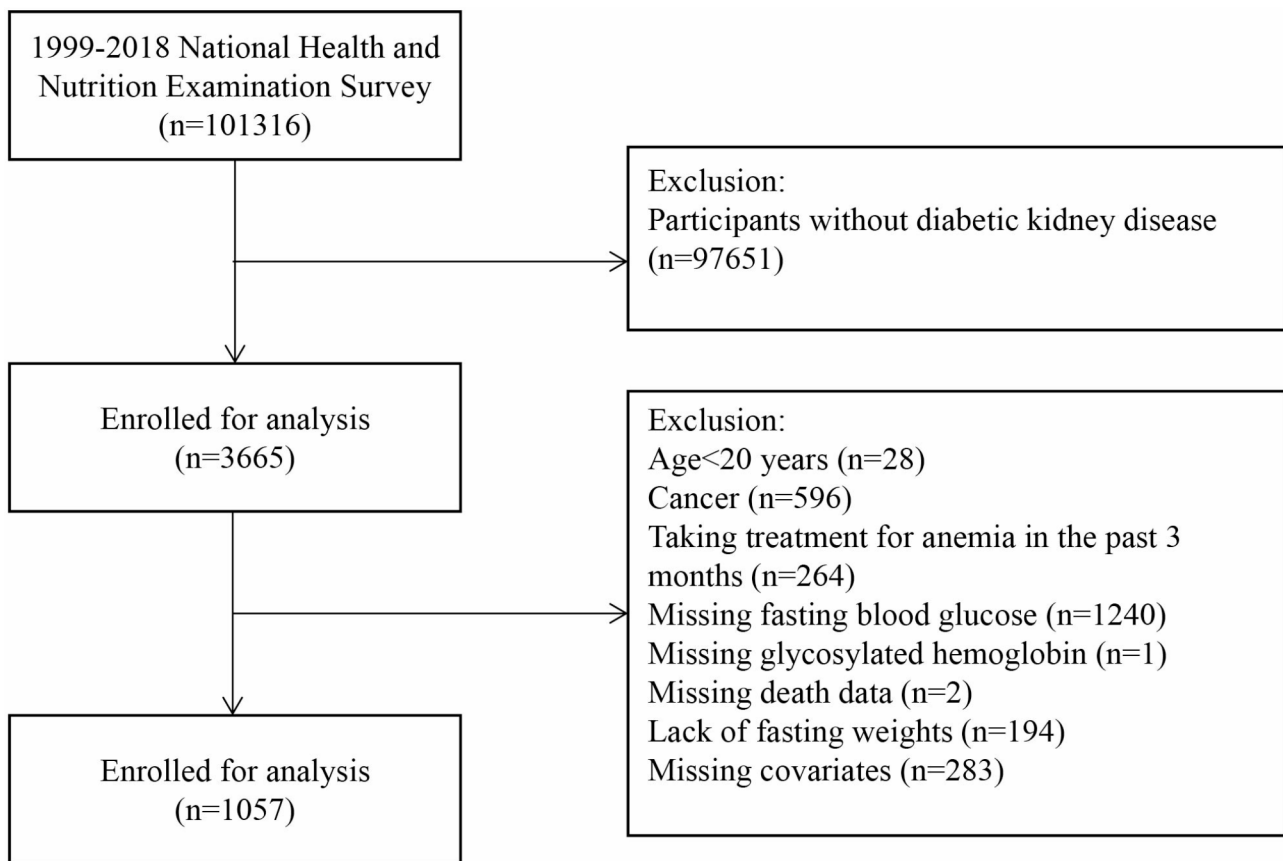 1999-2018 National Health and
Nutrition Examination Survey
(n=101316)
Exclusion:
Participants without diabetic kidney disease
(n=97651)
Enrolled for analysis
(n=3665)
Exclusion:
Age<20 years (n=28)
Cancer (n=596)
Taking treatment for anemia in the past 3
months (n=264)
Missing fasting blood glucose (n=1240)
Missing glycosylated hemoglobin (n=1)
Missing death data (n=2)
Lack of fasting weights (n=194)
Missing covariates (n=283)
Enrolled for analysis
(n=1057)